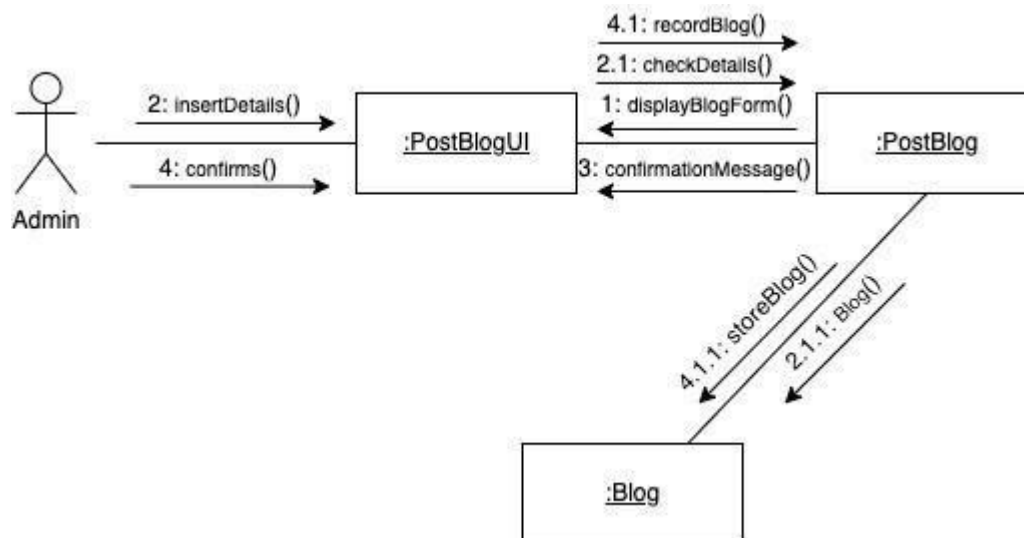 4.1: recordBlog()
2.1: checkDetails()
2: insertDetails()
1: displayBlogForm()
:PostBlogUI
:PostBlog
4: confirms()
3: confirmationMessage()
Admin
4.1.1: storeBlog()
2.1.1: Blog()
:Blog